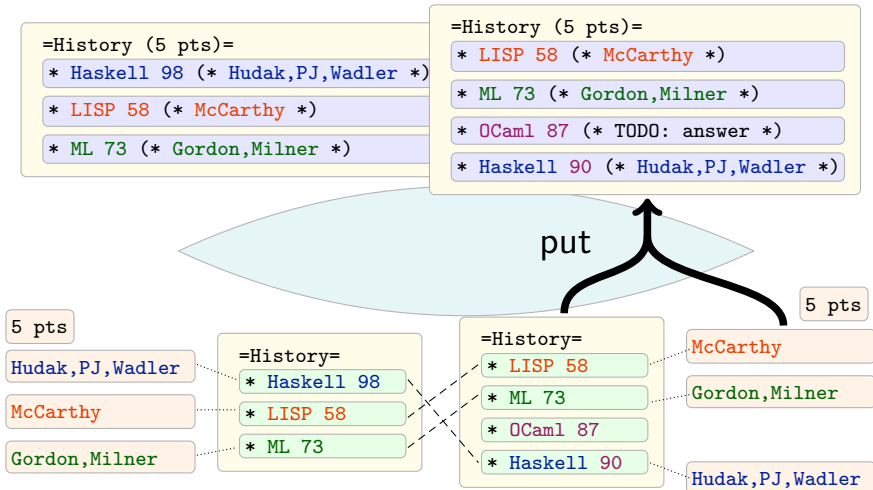 =History (5 pts)=
* Haskell 98 (* Hudak,PJ,Wadler *)
* LISP 58 (* McCarthy *)
* ML 73 (* Gordon,Milner *)
=History (5 pts)=
* LISP 58 (* McCarthy *)
* ML 73 (* Gordon,Milner *)
* OCaml 87 (* TODO: answer *)
* Haskell 90 (* Hudak,PJ,Wadler *)
put
5 pts
Hudak,PJ,Wadler
McCarthy
Gordon,Milner
=History=
* Haskell 98
* LISP 58
* ML 73
=History=
* LISP 58
* ML 73
* OCaml 87
* Haskell 90
5 pts
McCarthy
Gordon,Milner
Hudak,PJ,Wadler